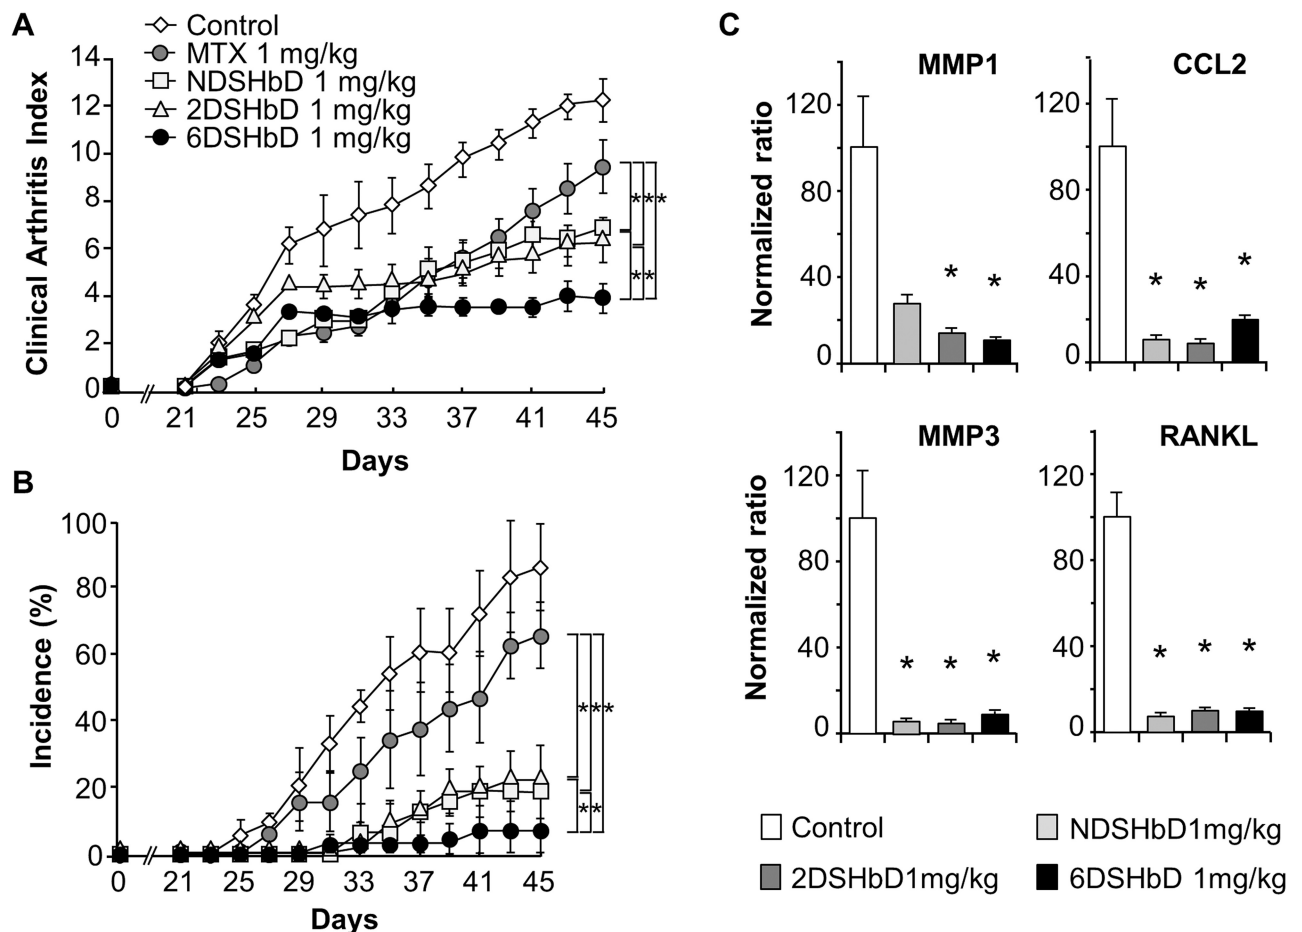 A
Control
MTX 1 mg/kg
NDSHbD 1 mg/kg
2DSHbD 1 mg/kg
6DSHbD 1 mg/kg
Clinical Arthritis Index
14
12
10
8
6
4
2
0
***
**
0 21 25 29 33 37 41 45
Days
B
Incidence (%)
100
80
60
40
20
0
***
**
0 21 25 29 33 37 41 45
Days
C
MMP1
Normalized ratio
120
80
40
0
* *
CCL2
120
80
40
0
* * *
MMP3
Normalized ratio
120
80
40
0
* * *
RANKL
120
80
40
0
* * *
Control
NDSHbD1mg/kg
2DSHbD1mg/kg
6DSHbD 1mg/kg